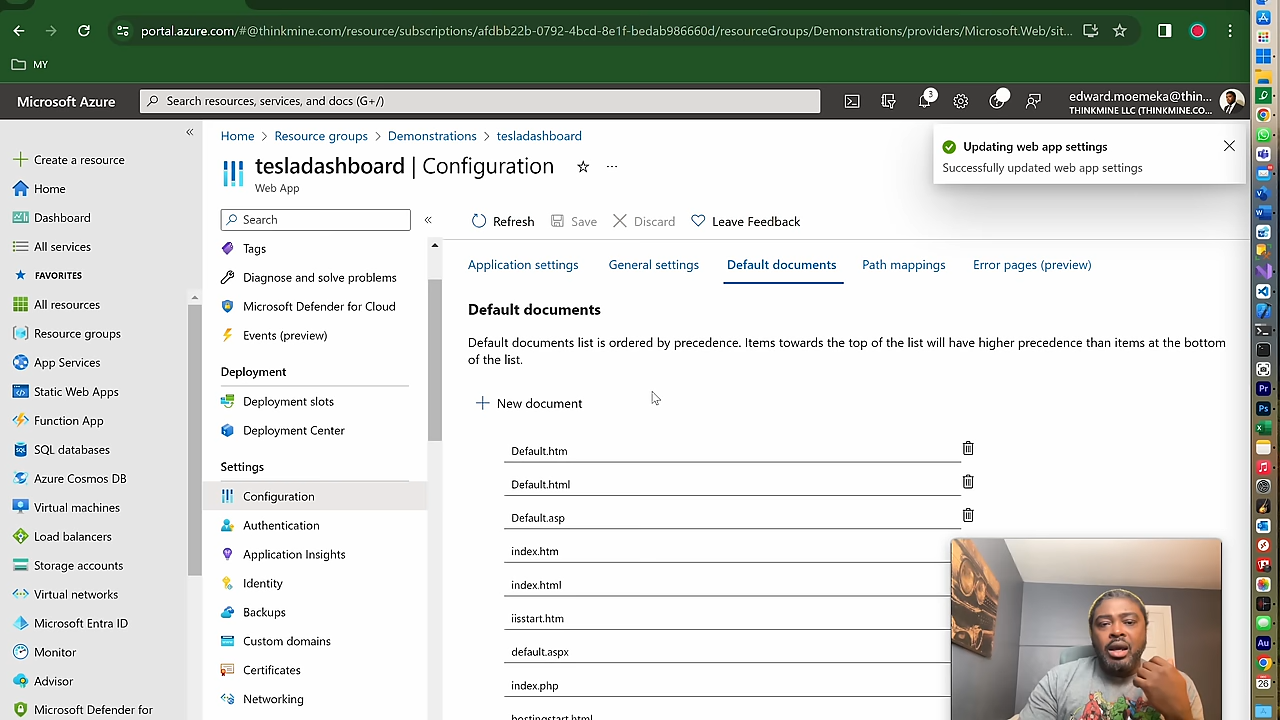 portal.azure.com/#@thinkmine.com/resource/subscriptions/afdbb22b-0792-4bcd-8e1f-bedab986660d/resourceGroups/Demonstrations/providers/Microsoft.Web/sit...
MY
Microsoft Azure
Search resources, services, and docs (G+/)
3
edward.moemeka@thin...
THINKMINE LLC (THINKMINE.CO...
Home > Resource groups > Demonstrations > tesladashboard
tesladashboard | Configuration
...
Web App
Updating web app settings
Successfully updated web app settings
Create a resource
Home
Dashboard
All services
FAVORITES
All resources
Resource groups
App Services
Static Web Apps
Function App
SQL databases
Azure Cosmos DB
Virtual machines
Load balancers
Storage accounts
Virtual networks
Microsoft Entra ID
Monitor
Advisor
Microsoft Defender for
Search
Tags
Diagnose and solve problems
Microsoft Defender for Cloud
Events (preview)
Deployment
Deployment slots
Deployment Center
Settings
Configuration
Authentication
Application Insights
Identity
Backups
Custom domains
Certificates
Networking
Refresh
Save
Discard
Leave Feedback
Application settings
General settings
Default documents
Path mappings
Error pages (preview)
Default documents
Default documents list is ordered by precedence. Items towards the top of the list will have higher precedence than items at the bottom
of the list.
New document
Default.htm
Default.html
Default.asp
index.htm
index.html
iisstart.htm
default.aspx
index.php
hostingstart.html
Pr
Ps
Au
26